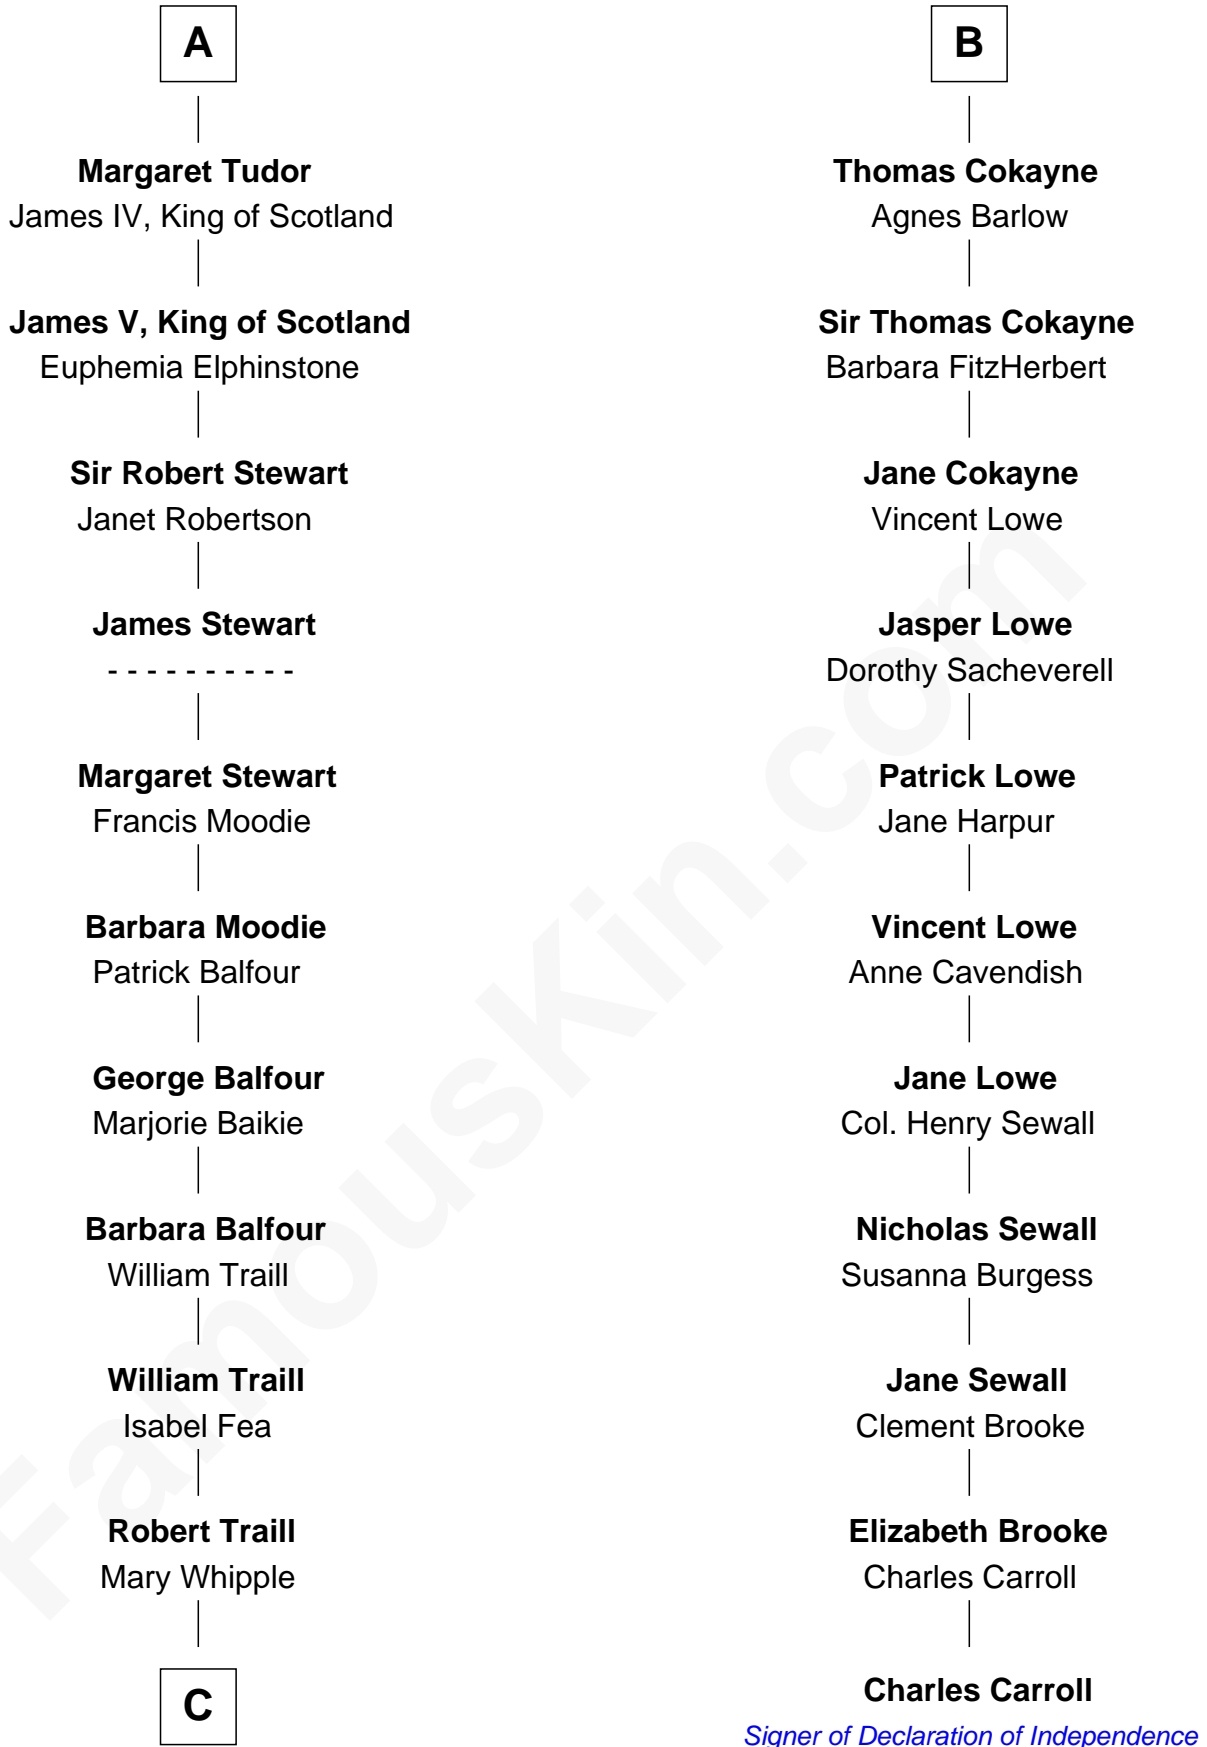 A
Margaret Tudor
James IV, King of Scotland
James V, King of Scotland
Euphemia Elphinstone
Sir Robert Stewart
Janet Robertson
James Stewart
- - - - - - - - - -
Margaret Stewart
Francis Moodie
Barbara Moodie
Patrick Balfour
George Balfour
Marjorie Baikie
Barbara Balfour
William Traill
William Traill
Isabel Fea
Robert Traill
Mary Whipple
C
B
Thomas Cokayne
Agnes Barlow
Sir Thomas Cokayne
Barbara FitzHerbert
Jane Cokayne
Vincent Lowe
Jasper Lowe
Dorothy Sacheverell
Patrick Lowe
Jane Harpur
Vincent Lowe
Anne Cavendish
Jane Lowe
Col. Henry Sewall
Nicholas Sewall
Susanna Burgess
Jane Sewall
Clement Brooke
Elizabeth Brooke
Charles Carroll
Charles Carroll
Signer of Declaration of Independence
FamousKin.com